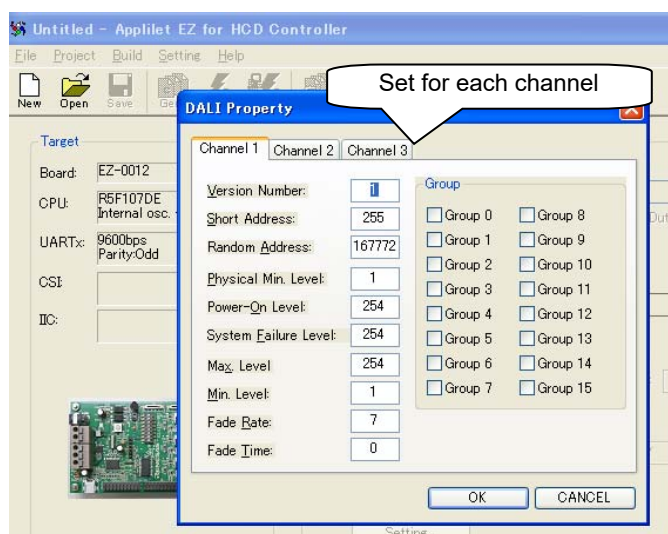 Untitled - Applilet EZ for HCD Controller
File Project Build Setting Help
New Open Save
Set for each channel
DALI Property
Target
Board: EZ-0012
CPU: R5F107DE
Internal osc.
UARTx: 9600bps
Parity:Odd
CSI:
IIC:
Channel 1 Channel 2 Channel 3
Version Number: 1
Short Address: 255
Random Address: 167772
Physical Min. Level: 1
Power-On Level: 254
System Failure Level: 254
Max. Level 254
Min. Level: 1
Fade Rate: 7
Fade Time: 0
Group
Group 0 Group 8
Group 1 Group 9
Group 2 Group 10
Group 3 Group 11
Group 4 Group 12
Group 5 Group 13
Group 6 Group 14
Group 7 Group 15
OK CANCEL
Setting